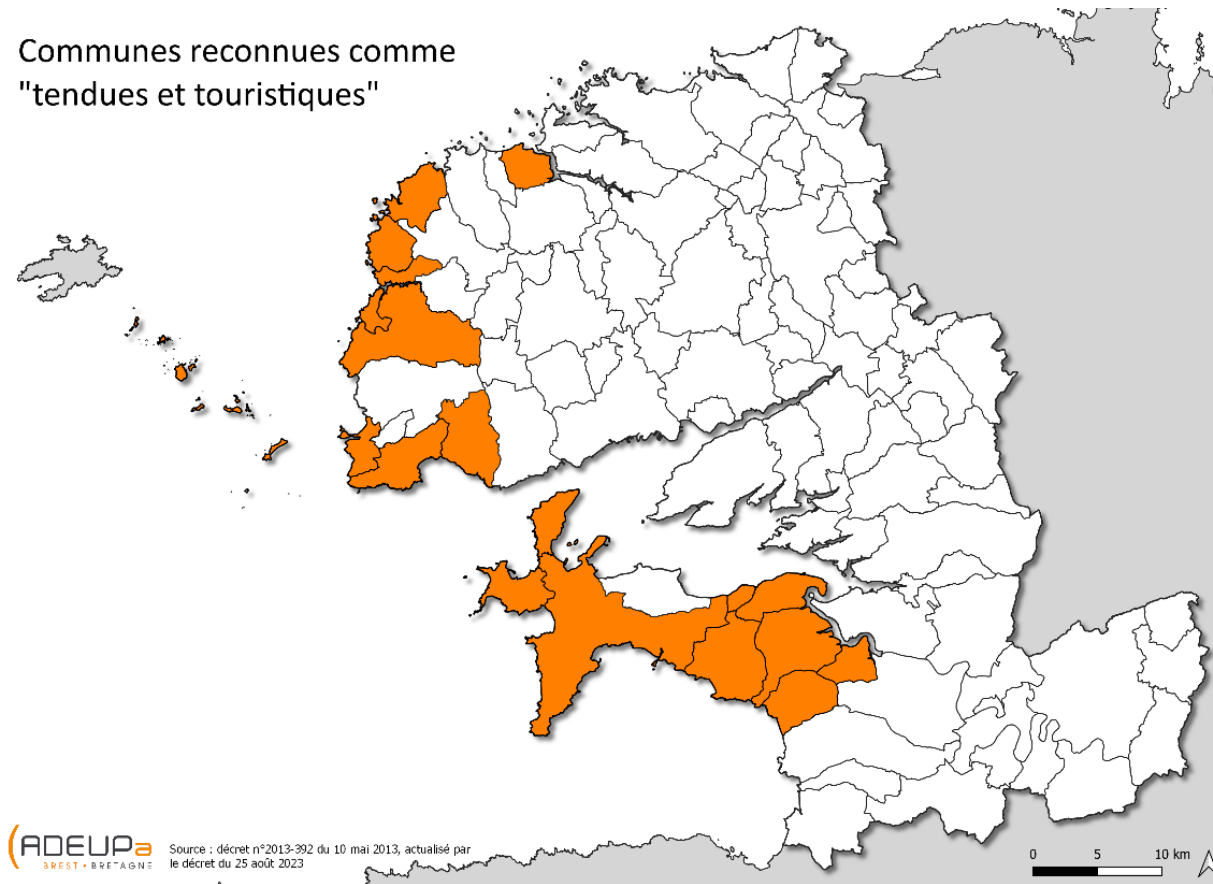 Communes reconnues comme
"tendues et touristiques"
ADEUPa
BREST • BRETAGNE
Source : décret n°2013-392 du 10 mai 2013, actualisé par
le décret du 25 août 2023
0 5 10 km